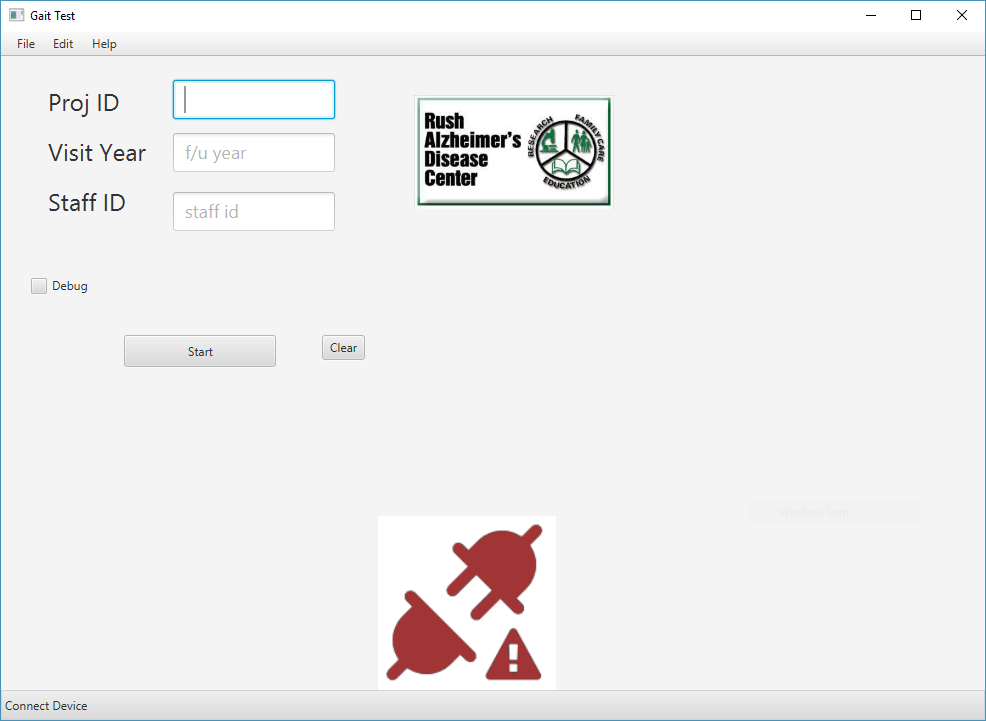 Gait Test
File Edit Help
Proj ID
Visit Year
f/u year
Staff ID
staff id
Rush
Alzheimer's
Disease
Center
RESEARCH
FAMILY CARE
EDUCATION
Debug
Start
Clear
Window Snip
Connect Device